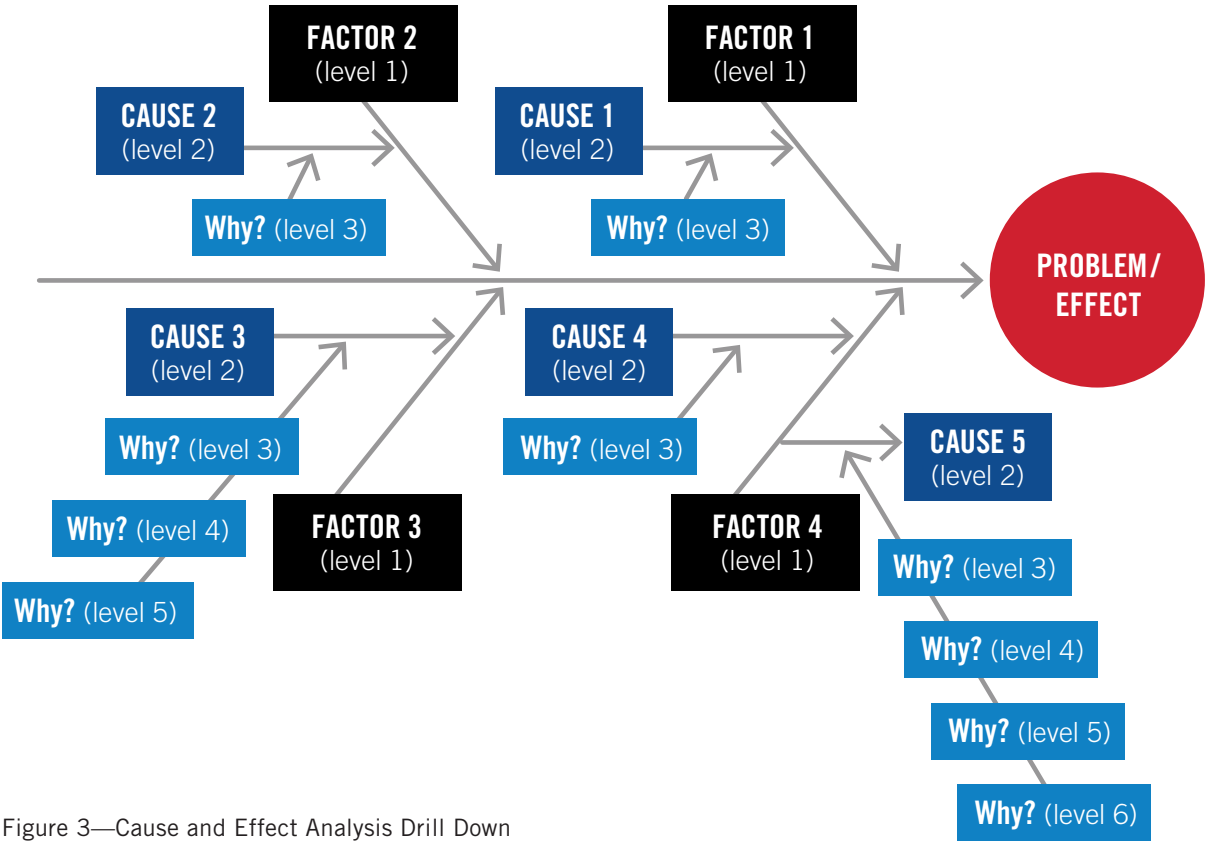 FACTOR 2
(level 1)
FACTOR 1
(level 1)
CAUSE 2
(level 2)
CAUSE 1
(level 2)
Why? (level 3)
Why? (level 3)
PROBLEM/
EFFECT
CAUSE 3
(level 2)
CAUSE 4
(level 2)
Why? (level 3)
Why? (level 3)
CAUSE 5
(level 2)
Why? (level 4)
FACTOR 3
(level 1)
FACTOR 4
(level 1)
Why? (level 3)
Why? (level 5)
Why? (level 4)
Why? (level 5)
Why? (level 6)
Figure 3—Cause and Effect Analysis Drill Down